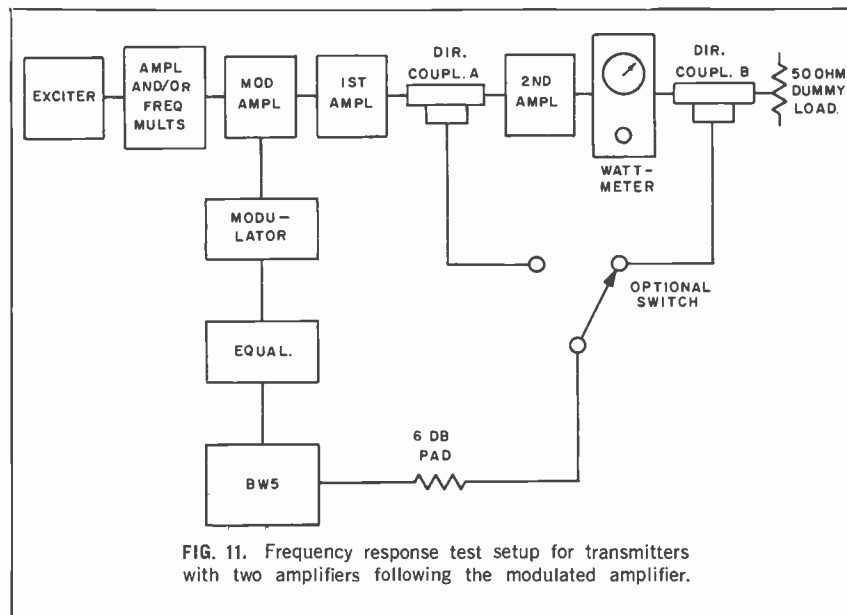 EXCITER
AMPL
AND/OR
FREQ
MULTS
MOD
AMPL
1ST
AMPL
DIR.
COUPL. A
2ND
AMPL
WATT-
METER
DIR.
COUPL. B
50 OHM
DUMMY
LOAD.
MODU-
LATOR
EQUAL.
BW5
6 DB
PAD
OPTIONAL
SWITCH
FIG. 11. Frequency response test setup for transmitters
with two amplifiers following the modulated amplifier.